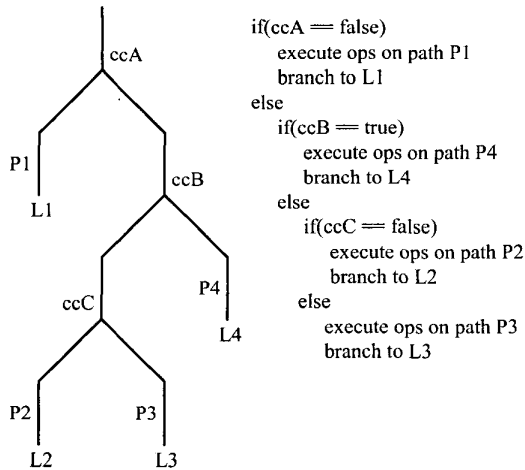 ccA
P1
L1
ccB
ccC
P4
L4
P2
P3
L2
L3
if(ccA == false)
execute ops on path P1
branch to L1
else
if(ccB == true)
execute ops on path P4
branch to L4
else
if(ccC == false)
execute ops on path P2
branch to L2
else
execute ops on path P3
branch to L3